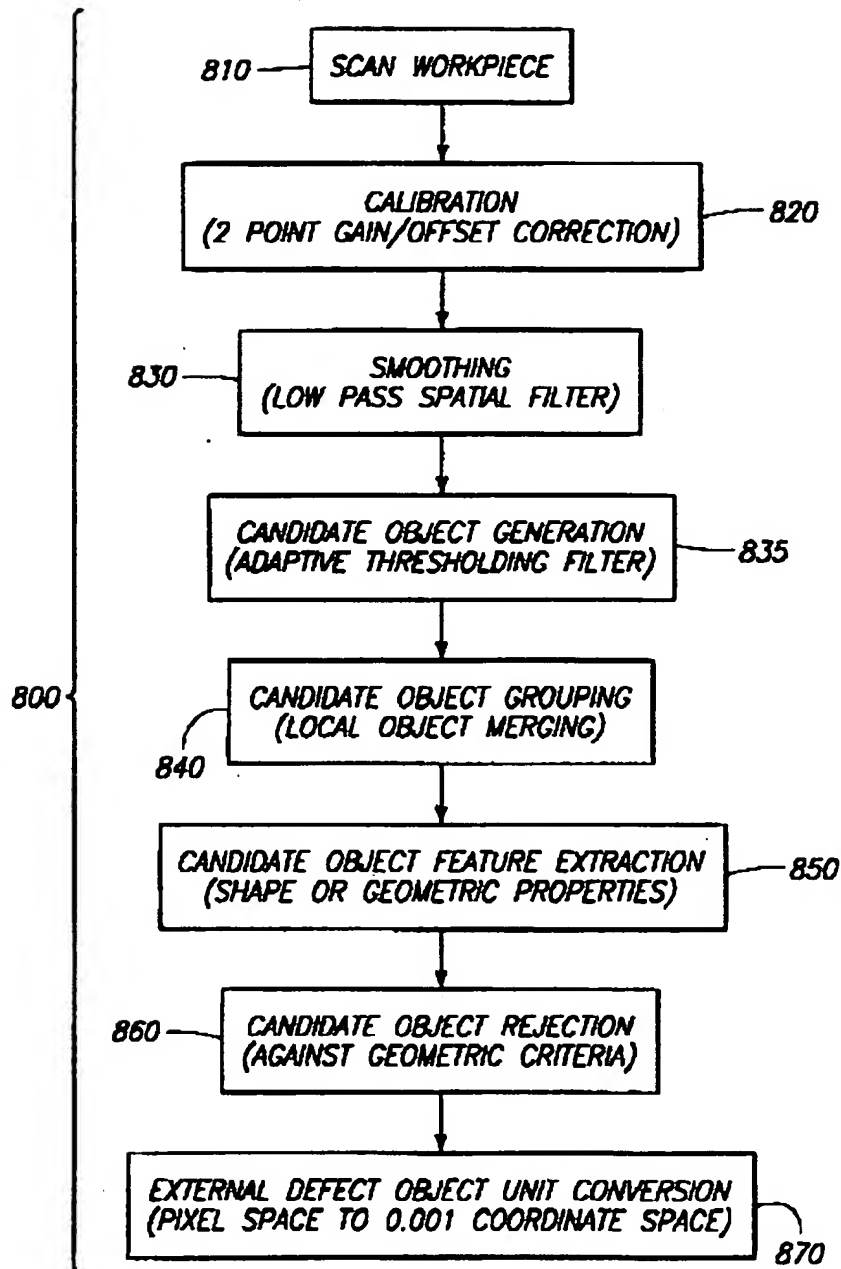 810
SCAN WORKPIECE
CALIBRATION
(2 POINT GAIN/OFFSET CORRECTION)
820
830
SMOOTHING
(LOW PASS SPATIAL FILTER)
CANDIDATE OBJECT GENERATION
(ADAPTIVE THRESHOLDING FILTER)
835
800
CANDIDATE OBJECT GROUPING
(LOCAL OBJECT MERGING)
840
CANDIDATE OBJECT FEATURE EXTRACTION
(SHAPE OR GEOMETRIC PROPERTIES)
850
860
CANDIDATE OBJECT REJECTION
(AGAINST GEOMETRIC CRITERIA)
EXTERNAL DEFECT OBJECT UNIT CONVERSION
(PIXEL SPACE TO 0.001 COORDINATE SPACE)
870